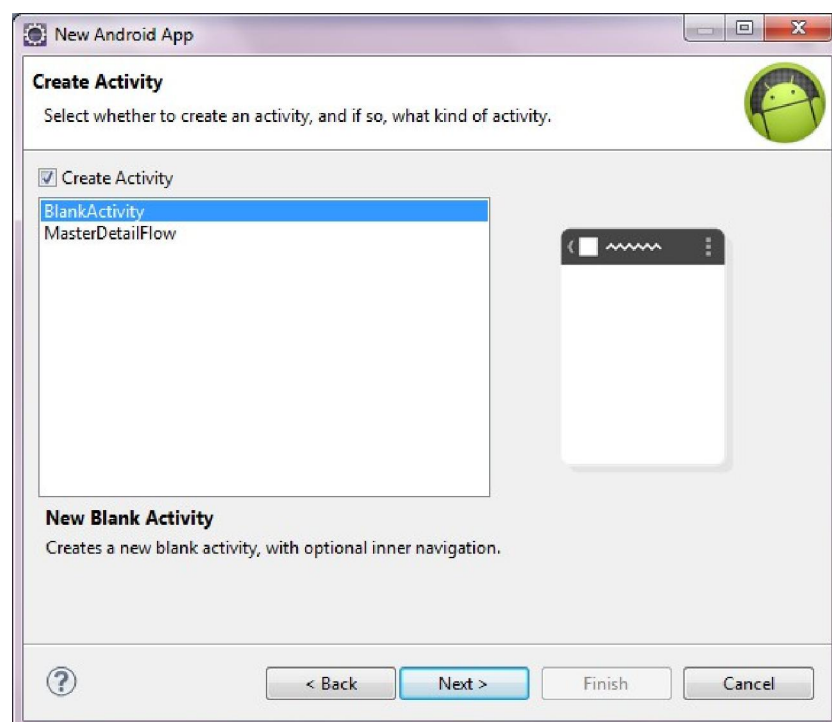 New Android App
Create Activity
Select whether to create an activity, and if so, what kind of activity.
Create Activity
BlankActivity
MasterDetailFlow
New Blank Activity
Creates a new blank activity, with optional inner navigation.
< Back
Next >
Finish
Cancel